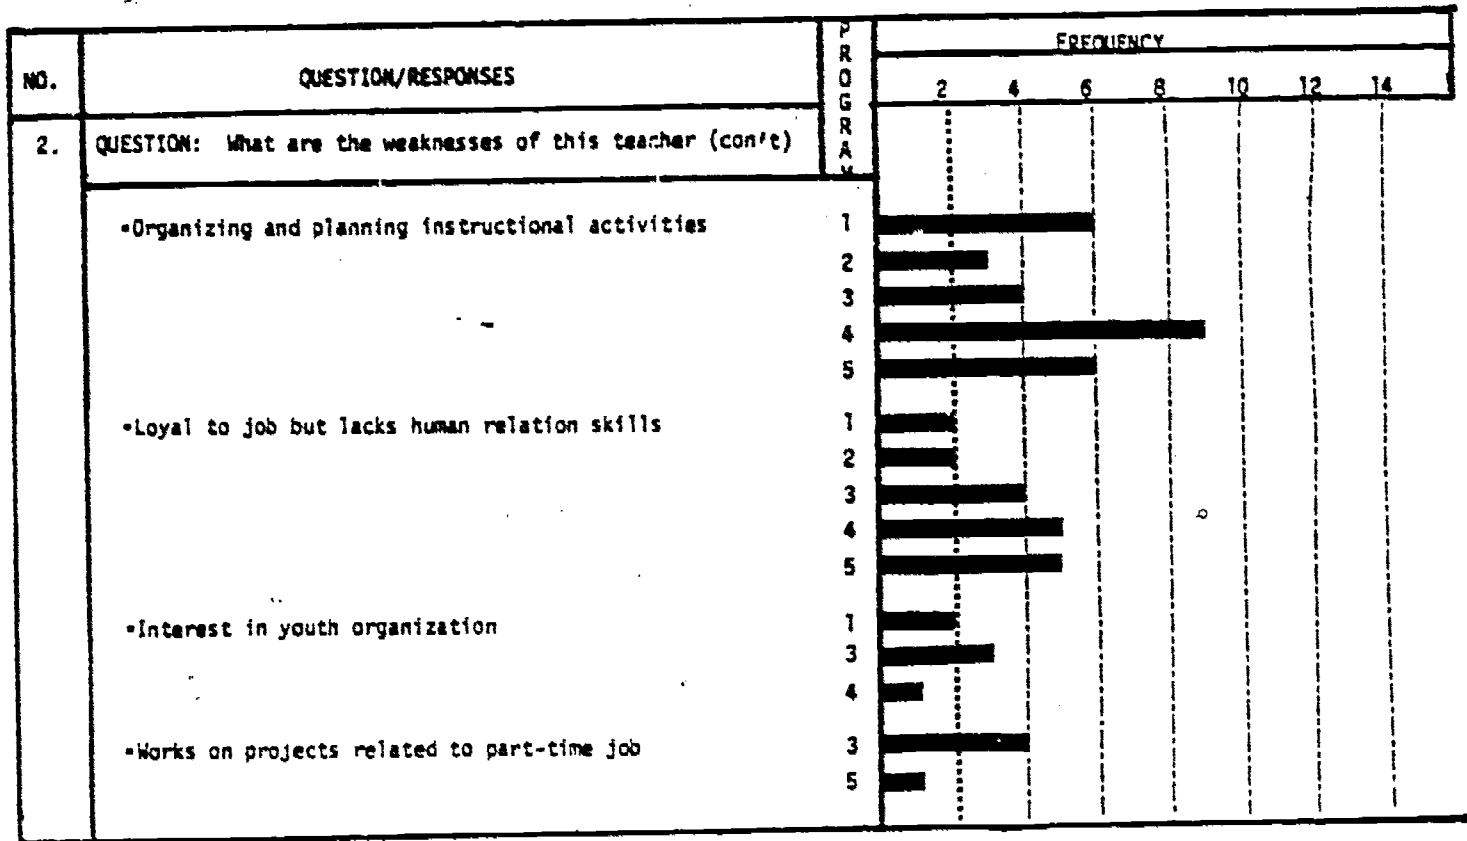 NO.
QUESTION/RESPONSES
PROGRAM
FREQUENCY
2 4 6 8 10 12 14
2. QUESTION: What are the weaknesses of this teacher (con't)
•Organizing and planning instructional activities 1
2
3
4
5
•Loyal to job but lacks human relation skills 1
2
3
4
5
•Interest in youth organization 1
3
4
•Works on projects related to part-time job 3
5